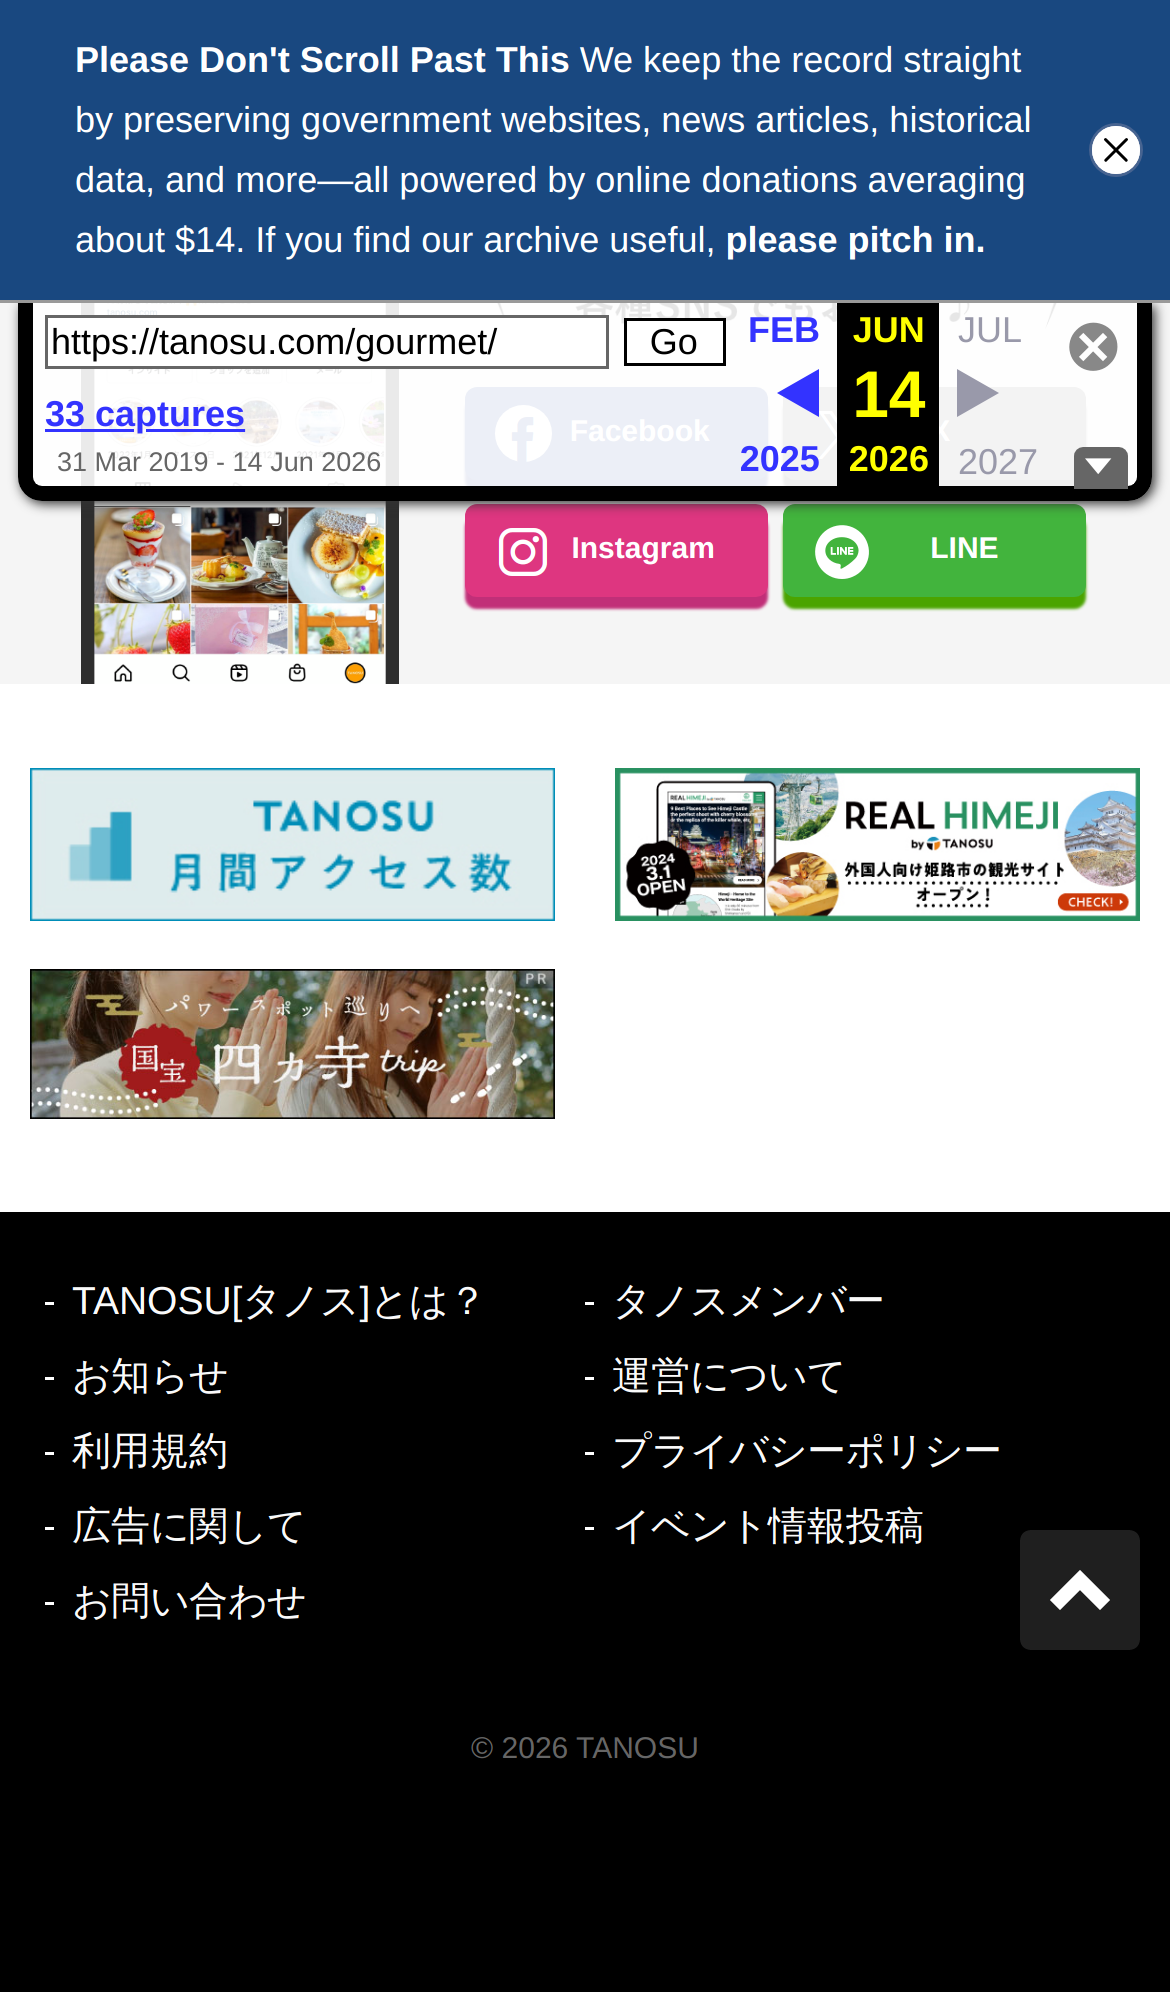 Please Don't Scroll Past This We keep the record straight
by preserving government websites, news articles, historical
data, and more—all powered by online donations averaging
about $14. If you find our archive useful, please pitch in.
https://tanosu.com/gourmet/
Go
FEB
JUN
JUL
33 captures
14
31 Mar 2019 - 14 Jun 2026
2025
2026
2027
Facebook
X
Instagram
LINE
LINE
TANOSU
月間アクセス数
REAL HIMEJI
by TANOSU
外国人向け姫路市の観光サイト
オープン！
2024
3.1
OPEN
CHECK!
PR
パワースポット巡りへ
国宝 四ヵ寺 trip
- TANOSU[タノス]とは？
- タノスメンバー
- お知らせ
- 運営について
- 利用規約
- プライバシーポリシー
- 広告に関して
- イベント情報投稿
- お問い合わせ
© 2026 TANOSU